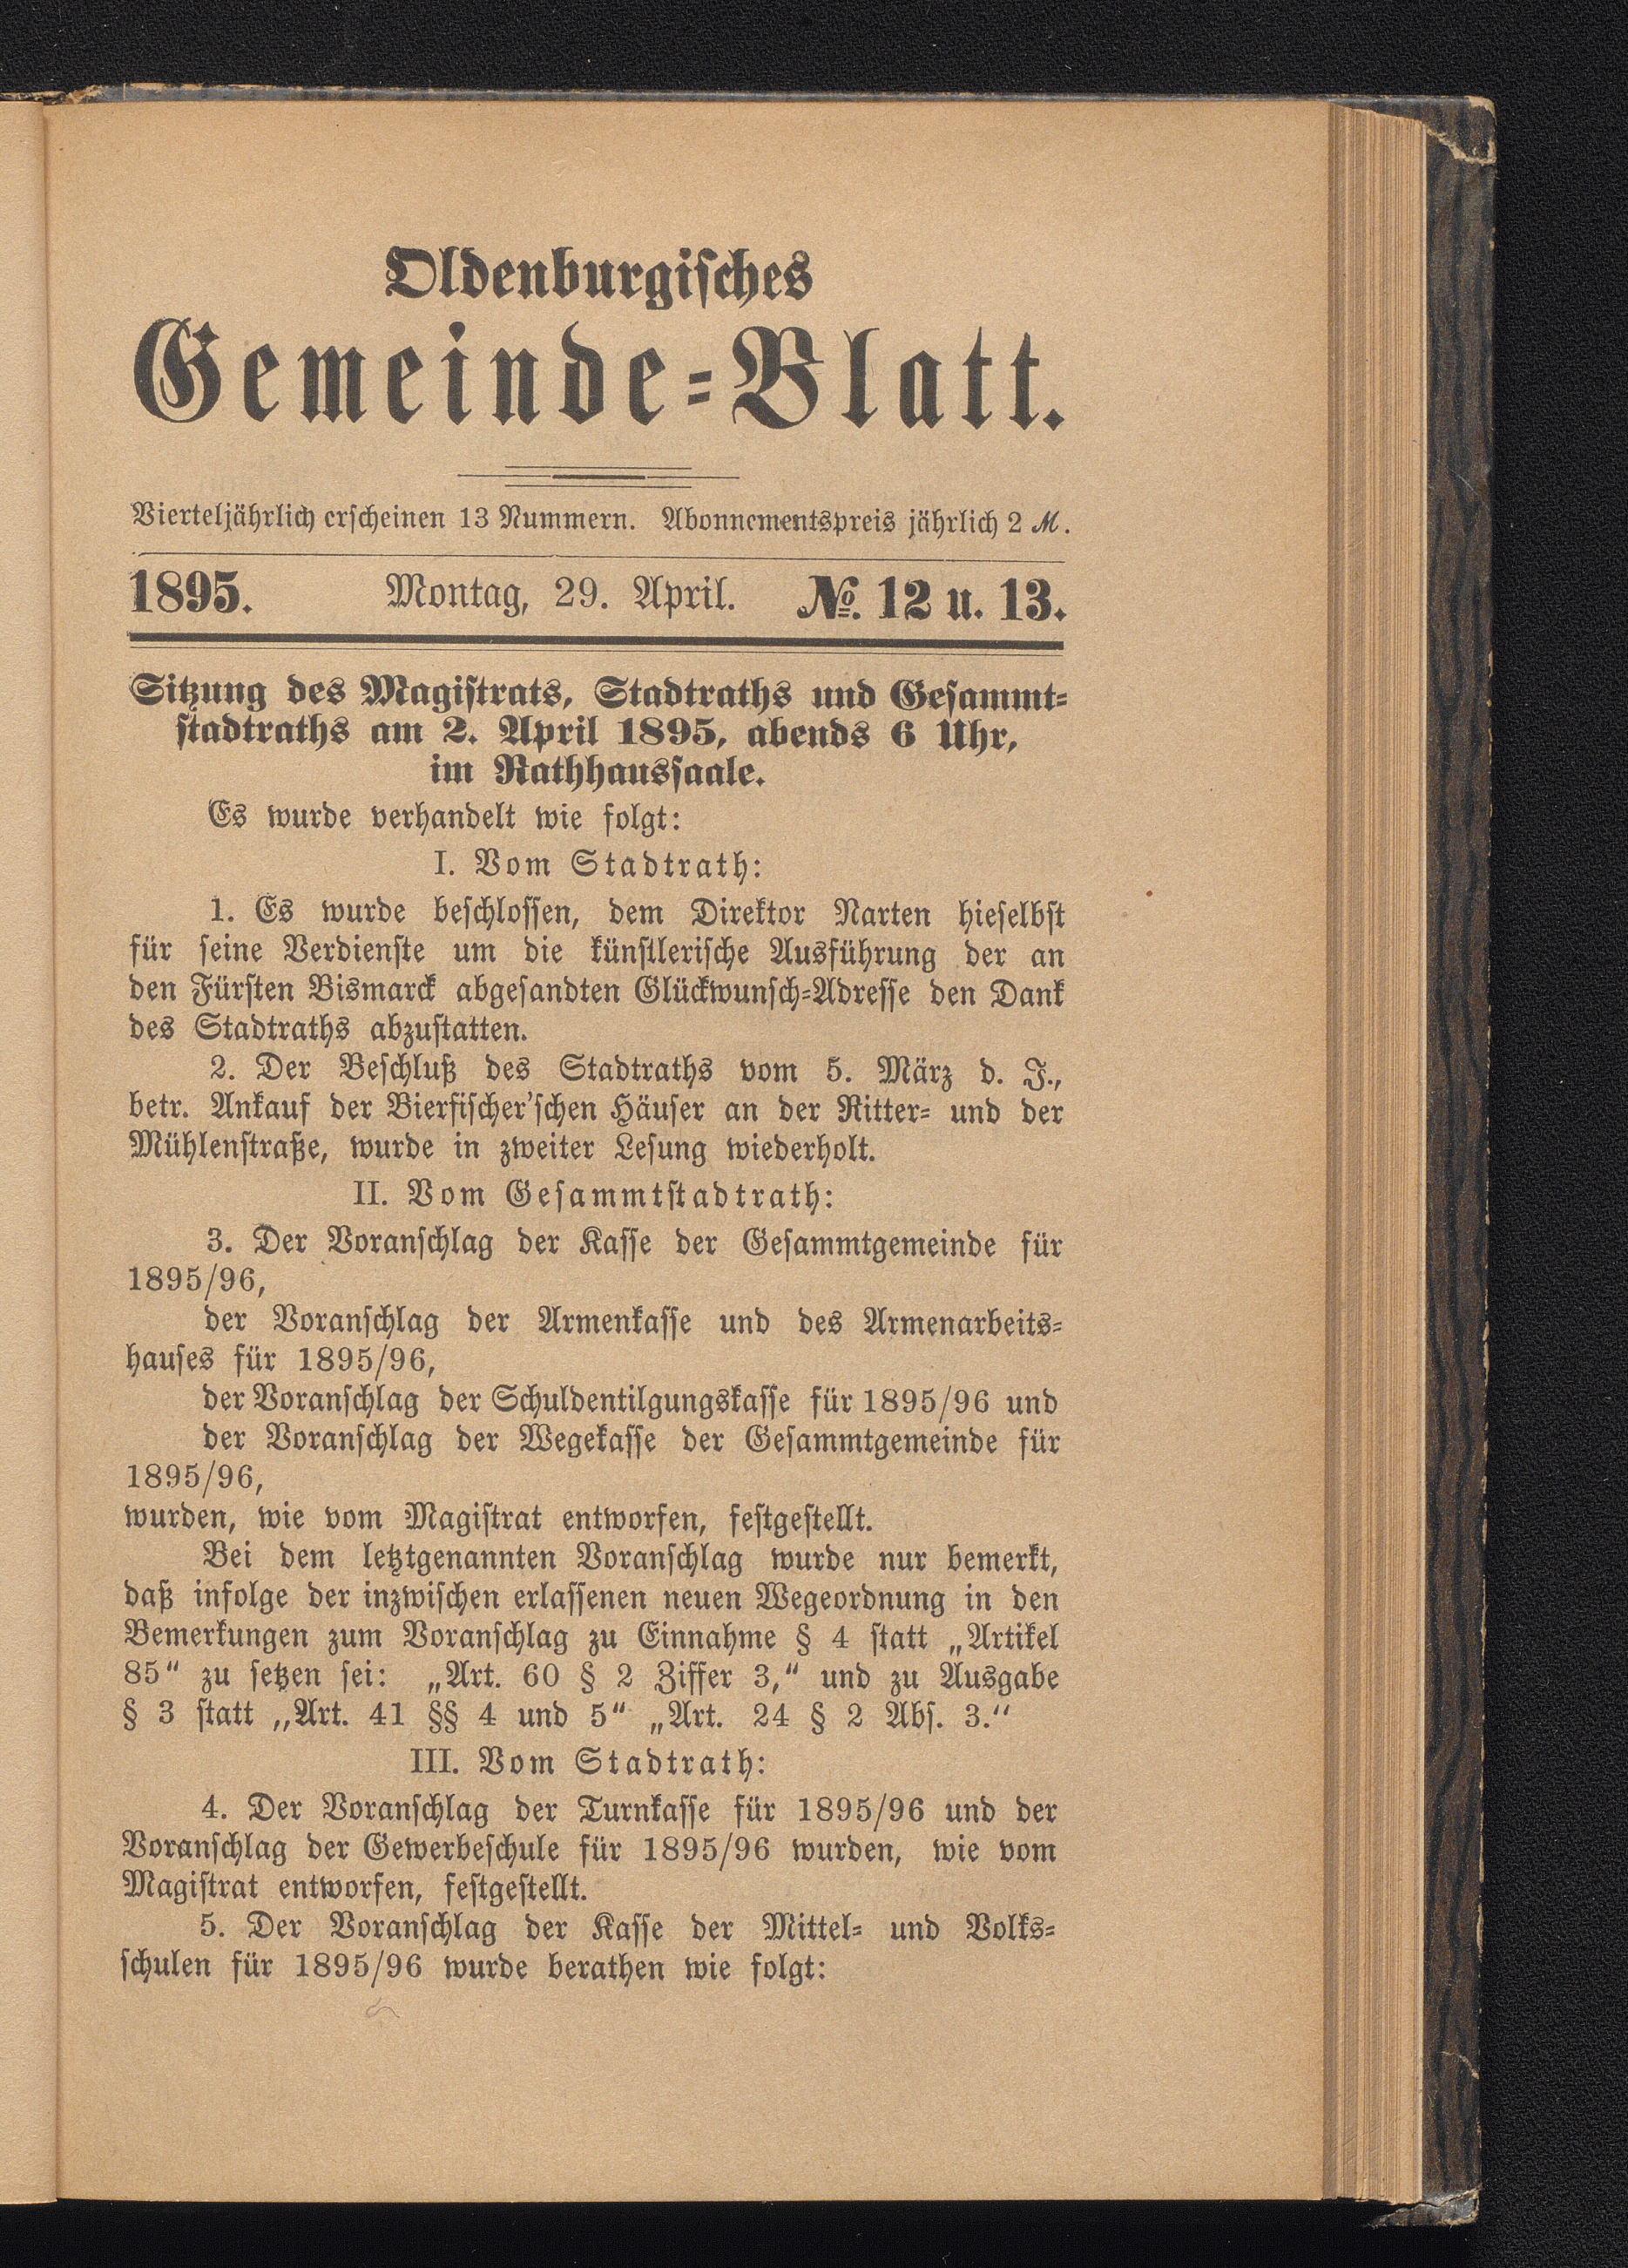 Oldenburgisches
Gemeinde-Blatt.
Vierteljährlich erscheinen 13 Nummern. Abonnementspreis jährlich 2 ℳ.
1895. Montag, 29. April. №. 12 u. 13.
Sitzung des Magistrats, Stadtraths und Gesammt-
stadtraths am 2. April 1895, abends 6 Uhr,
im Rathhaussaale.
Es wurde verhandelt wie folgt:
I. Vom Stadtrath:
1. Es wurde beschlossen, dem Direktor Narten hieselbst
für seine Verdienste um die künstlerische Ausführung der an
den Fürsten Bismarck abgesandten Glückwunsch-Adresse den Dank
des Stadtraths abzustatten.
2. Der Beschluß des Stadtraths vom 5. März d. J.,
betr. Ankauf der Bierfischer'schen Häuser an der Ritter- und der
Mühlenstraße, wurde in zweiter Lesung wiederholt.
II. Vom Gesammtstadtrath:
3. Der Voranschlag der Kasse der Gesammtgemeinde für
1895/96,
der Voranschlag der Armenkasse und des Armenarbeits-
hauses für 1895/96,
der Voranschlag der Schuldentilgungskasse für 1895/96 und
der Voranschlag der Wegekasse der Gesammtgemeinde für
1895/96,
wurden, wie vom Magistrat entworfen, festgestellt.
Bei dem letztgenannten Voranschlag wurde nur bemerkt,
daß infolge der inzwischen erlassenen neuen Wegeordnung in den
Bemerkungen zum Voranschlag zu Einnahme § 4 statt „Artikel
85“ zu setzen sei: „Art. 60 § 2 Ziffer 3,“ und zu Ausgabe
§ 3 statt „Art. 41 §§ 4 und 5“ „Art. 24 § 2 Abs. 3.“
III. Vom Stadtrath:
4. Der Voranschlag der Turnkasse für 1895/96 und der
Voranschlag der Gewerbeschule für 1895/96 wurden, wie vom
Magistrat entworfen, festgestellt.
5. Der Voranschlag der Kasse der Mittel- und Volks-
schulen für 1895/96 wurde berathen wie folgt: